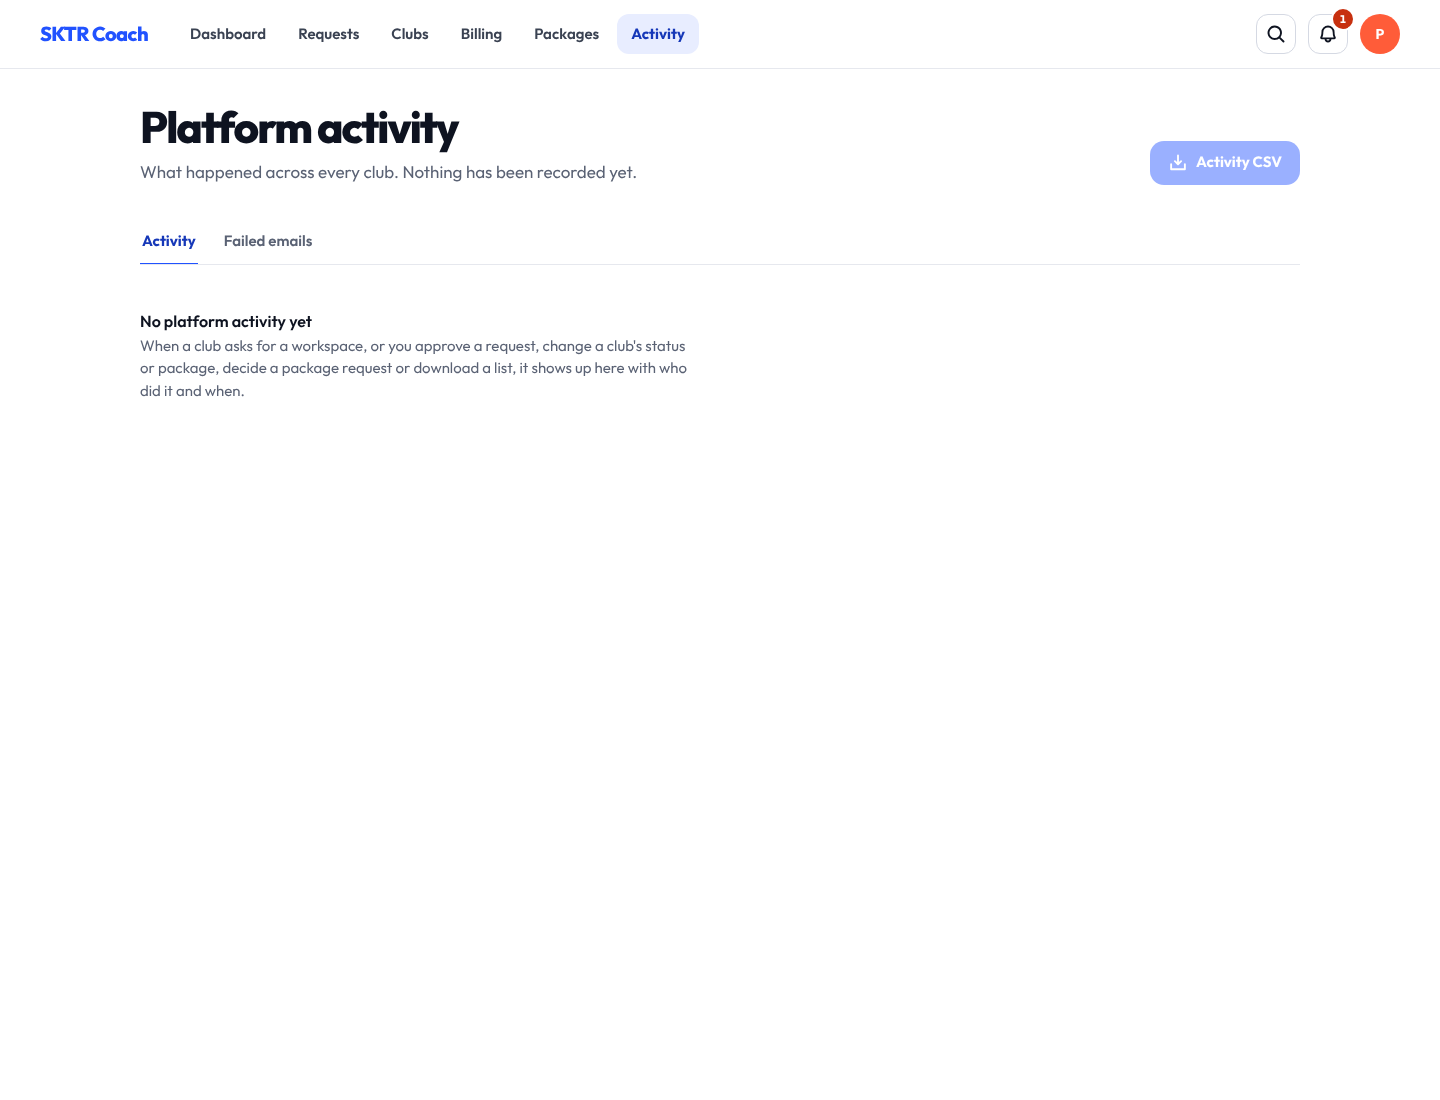 SKTR Coach
Dashboard
Requests
Clubs
Billing
Packages
Activity
1
P
Platform activity
What happened across every club. Nothing has been recorded yet.
Activity CSV
Activity
Failed emails
No platform activity yet
When a club asks for a workspace, or you approve a request, change a club's status
or package, decide a package request or download a list, it shows up here with who
did it and when.